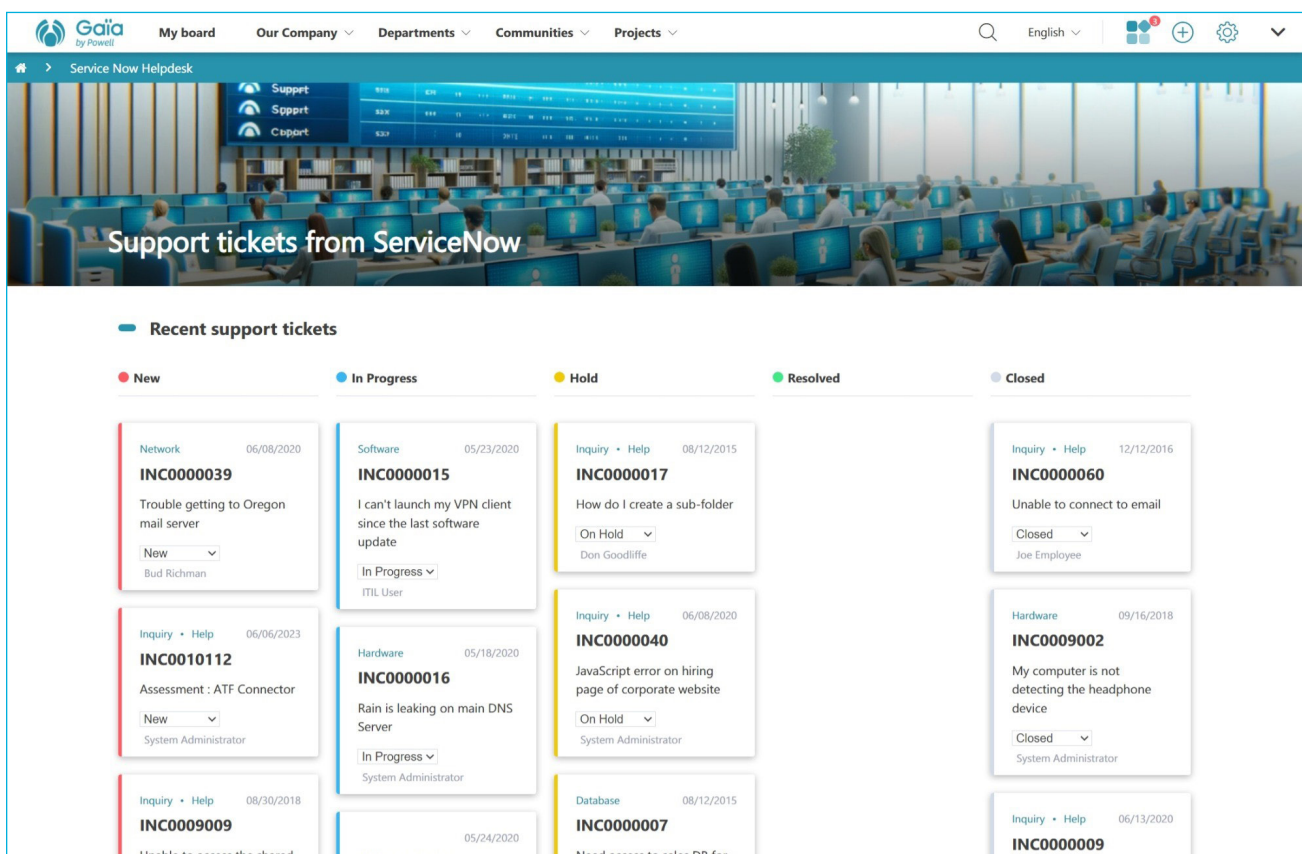 Gaïa
by Powell
My board
Our Company
Departments
Communities
Projects
English
3
Service Now Helpdesk
Support tickets from ServiceNow
Recent support tickets
New
In Progress
Hold
Resolved
Closed
Network 06/08/2020
INC0000039
Trouble getting to Oregon
mail server
New
Bud Richman
Inquiry • Help 06/06/2023
INC0010112
Assessment : ATF Connector
New
System Administrator
Inquiry • Help 08/30/2018
INC0009009
Software 05/23/2020
INC0000015
I can't launch my VPN client
since the last software
update
In Progress
ITIL User
Hardware 05/18/2020
INC0000016
Rain is leaking on main DNS
Server
In Progress
System Administrator
05/24/2020
Inquiry • Help 08/12/2015
INC0000017
How do I create a sub-folder
On Hold
Don Goodliffe
Inquiry • Help 06/08/2020
INC0000040
JavaScript error on hiring
page of corporate website
On Hold
System Administrator
Database 08/12/2015
INC0000007
Inquiry • Help 12/12/2016
INC0000060
Unable to connect to email
Closed
Joe Employee
Hardware 09/16/2018
INC0009002
My computer is not
detecting the headphone
device
Closed
System Administrator
Inquiry • Help 06/13/2020
INC0000009